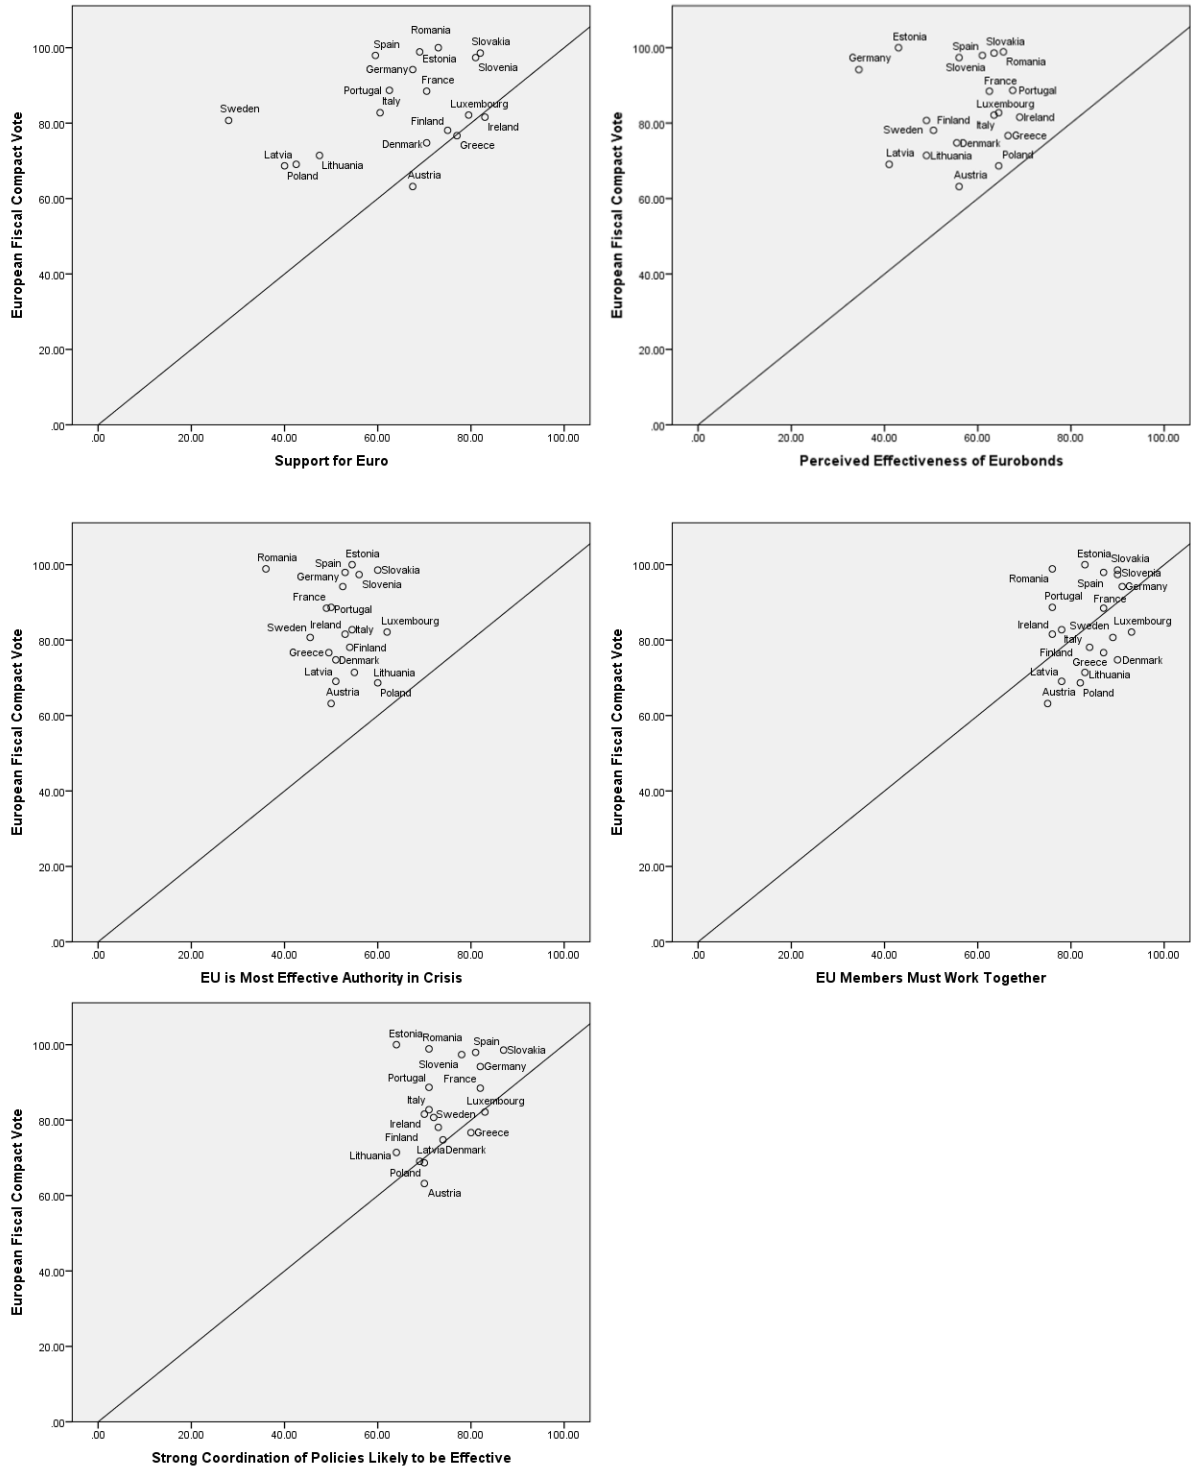 European Fiscal Compact Vote
100.00
80.00
60.00
40.00
20.00
.00
Romania
Spain
Slovakia
Estonia
Slovenia
Germany
France
Portugal
Italy
Luxembourg
Sweden
Finland
Ireland
Denmark
Greece
Latvia
Lithuania
Poland
Austria
.00 20.00 40.00 60.00 80.00 100.00
Support for Euro
European Fiscal Compact Vote
100.00
80.00
60.00
40.00
20.00
.00
Estonia
Spain
Slovakia
Germany
Slovenia
Romania
France
Portugal
Luxembourg
Finland
Ireland
Sweden
Italy
Greece
Denmark
Latvia
Lithuania
Poland
Austria
.00 20.00 40.00 60.00 80.00 100.00
Perceived Effectiveness of Eurobonds
European Fiscal Compact Vote
100.00
80.00
60.00
40.00
20.00
.00
Romania
Estonia
Spain
Slovakia
Germany
Slovenia
France
Portugal
Luxembourg
Sweden
Ireland
Italy
Finland
Greece
Denmark
Latvia
Lithuania
Austria
Poland
.00 20.00 40.00 60.00 80.00 100.00
EU is Most Effective Authority in Crisis
European Fiscal Compact Vote
100.00
80.00
60.00
40.00
20.00
.00
Estonia
Slovakia
Romania
Slovenia
Spain
Germany
Portugal
France
Ireland
Sweden
Luxembourg
Italy
Finland
Greece
Denmark
Latvia
Lithuania
Austria
Poland
.00 20.00 40.00 60.00 80.00 100.00
EU Members Must Work Together
European Fiscal Compact Vote
100.00
80.00
60.00
40.00
20.00
.00
Estonia
Romania
Spain
Slovakia
Slovenia
Germany
Portugal
France
Italy
Luxembourg
Sweden
Ireland
Greece
Finland
Latvia
Denmark
Lithuania
Poland
Austria
.00 20.00 40.00 60.00 80.00 100.00
Strong Coordination of Policies Likely to be Effective